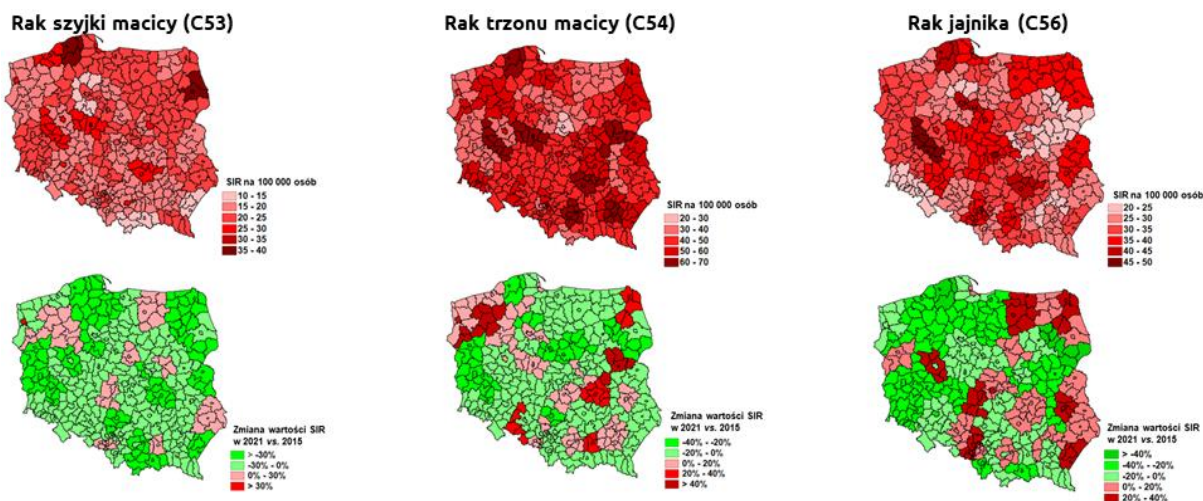 Rak szyjki macicy (C53)
Rak trzonu macicy (C54)
Rak jajnika (C56)
SIR na 100 000 osób
10 - 15
15 - 20
20 - 25
25 - 30
30 - 35
35 - 40
SIR na 100 000 osób
20 - 30
30 - 40
40 - 50
50 - 60
60 - 70
SIR na 100 000 osób
20 - 25
25 - 30
30 - 35
35 - 40
40 - 45
45 - 50
Zmiana wartości SIR
w 2021 vs. 2015
> -30%
-30% - 0%
0% - 30%
> 30%
Zmiana wartości SIR
w 2021 vs. 2015
-40% - -20%
-20% - 0%
0% - 20%
20% - 40%
> 40%
Zmiana wartości SIR
w 2021 vs. 2015
> -40%
-40% - -20%
-20% - 0%
0% - 20%
20% - 40%